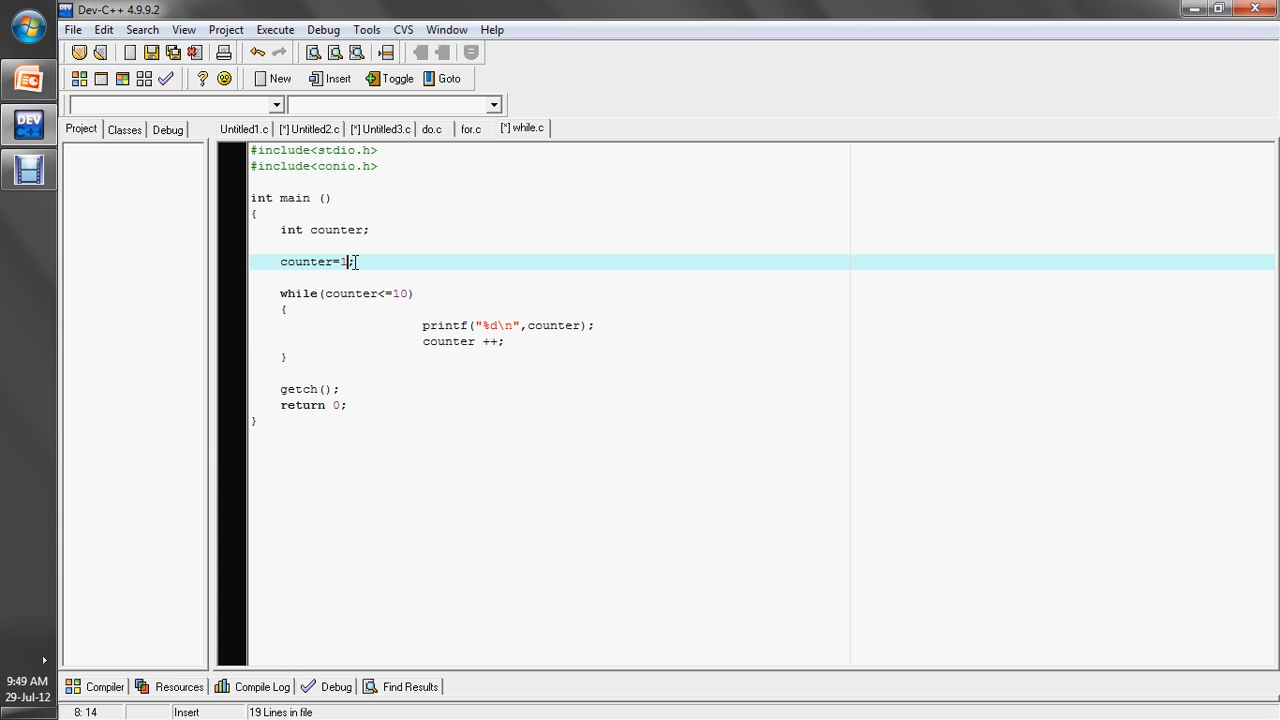 Dev-C++ 4.9.9.2
File Edit Search View Project Execute Debug Tools CVS Window Help
New Insert Toggle Goto
Project Classes Debug
Untitled1.c [*] Untitled2.c [*] Untitled3.c do.c for.c [*] while.c
#include<stdio.h>
#include<conio.h>
int main ()
{
int counter;
counter=1;
while(counter<=10)
{
printf("%d\n",counter);
counter ++;
}
getch();
return 0;
}
DEV
C++
9:49 AM
29-Jul-12
Compiler Resources Compile Log Debug Find Results
8: 14 Insert 19 Lines in file